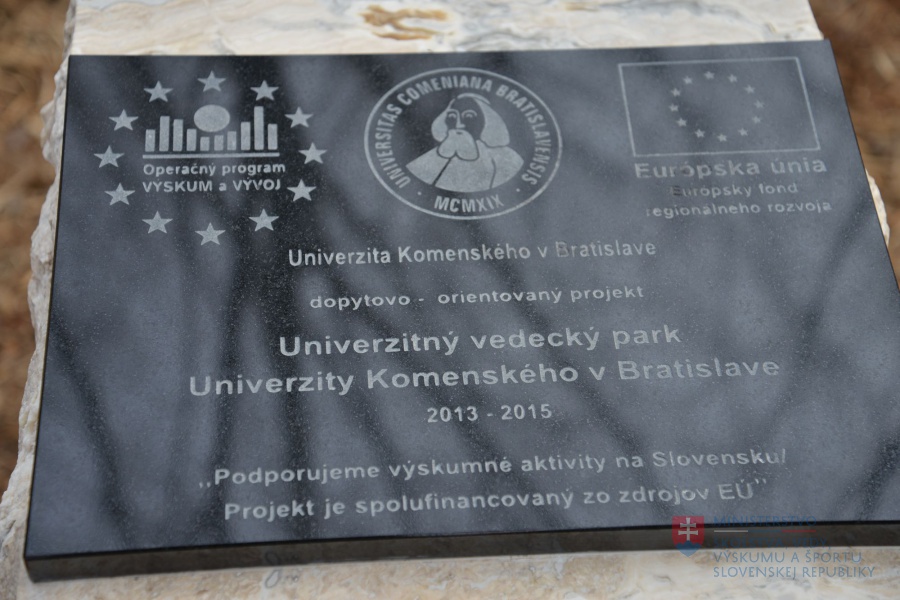 Operačný program
VÝSKUM a VÝVOJ
UNIVERSITAS COMENIANA BRATISLAVENSIS
MCMXIX
Európska únia
Európsky fond
regionálneho rozvoja
Univerzita Komenského v Bratislave
dopytovo - orientovaný projekt
Univerzitný vedecký park
Univerzity Komenského v Bratislave
2013 - 2015
„Podporujeme výskumné aktivity na Slovensku/
Projekt je spolufinancovaný zo zdrojov EÚ"
MINISTERSTVO
VÝSKUMU A ŠPORTU
SLOVENSKEJ REPUBLIKY